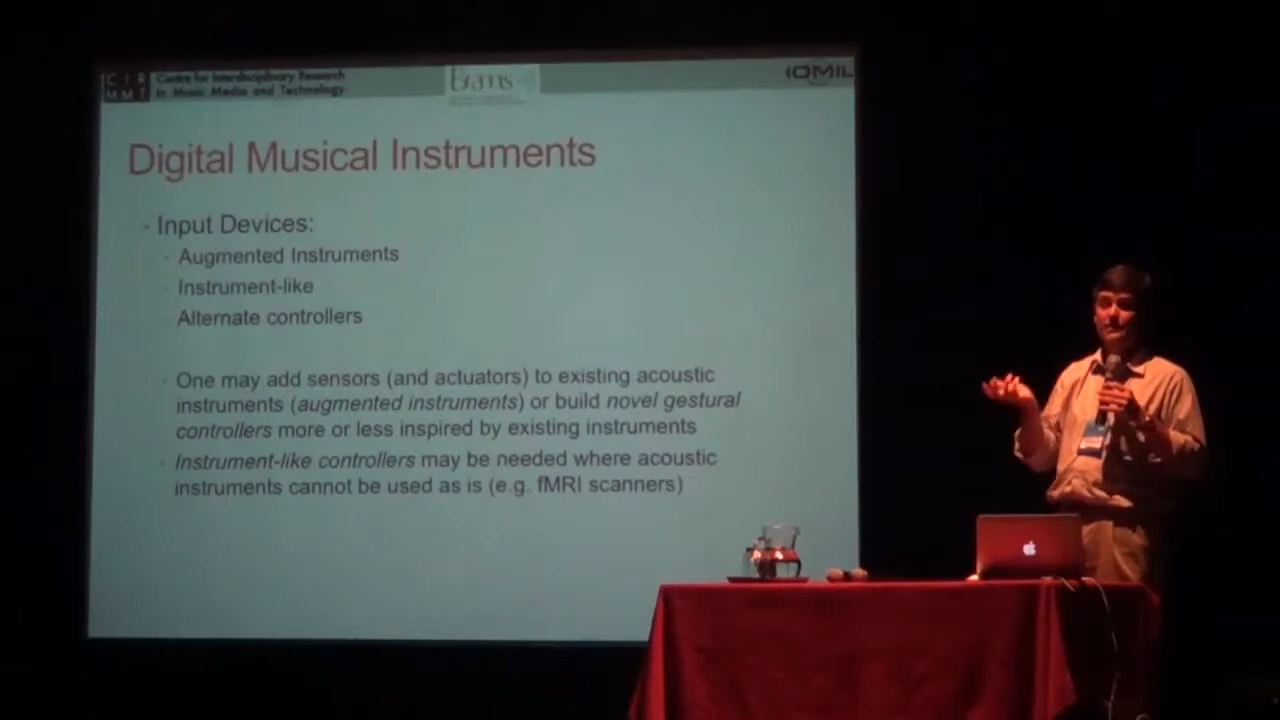 CIR
MMT
Centre for Interdisciplinary Research
in Music Media and Technology
IDMIL
Digital Musical Instruments
- Input Devices:
- Augmented Instruments
- Instrument-like
Alternate controllers
- One may add sensors (and actuators) to existing acoustic
instruments (augmented instruments) or build novel gestural
controllers more or less inspired by existing instruments
- Instrument-like controllers may be needed where acoustic
instruments cannot be used as is (e.g. fMRI scanners)